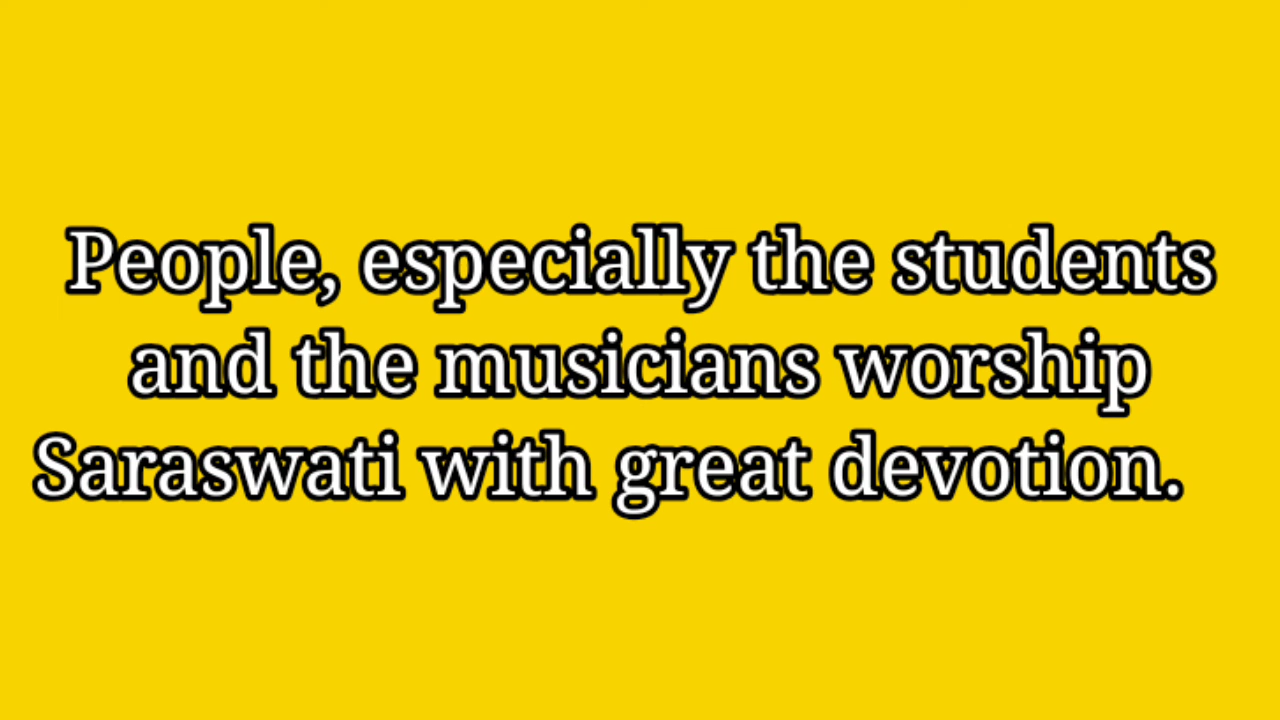 People, especially the students
and the musicians worship
Saraswati with great devotion.